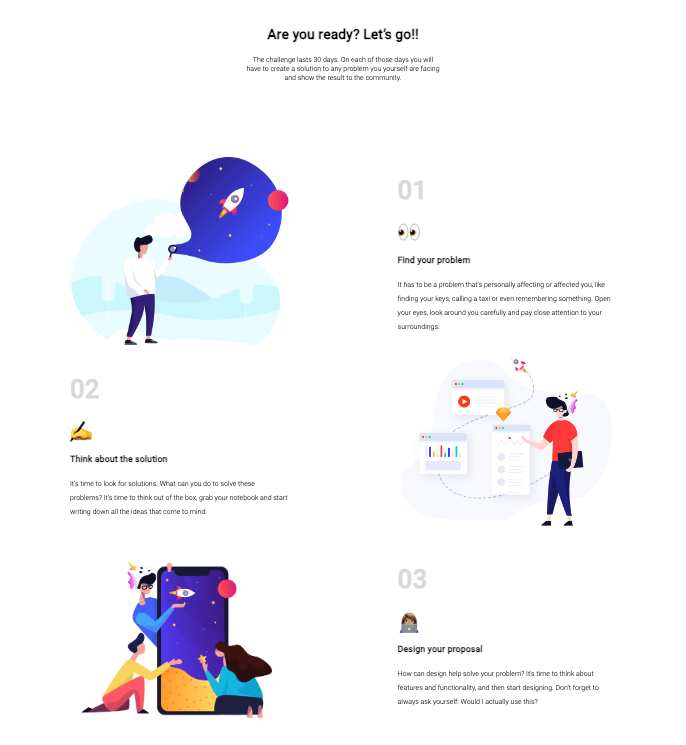 Are you ready? Let's go!!
The challenge lasts 30 days. On each of those days you will
have to create a solution to any problem you yourself are facing
and show the result to the community.
01
Find your problem
It has to be a problem that's personally affecting or affected you, like
finding your keys, calling a taxi or even remembering something. Open
your eyes, look around you carefully and pay close attention to your
surroundings.
02
Think about the solution
It's time to look for solutions. What can you do to solve these
problems? It's time to think out of the box, grab your notebook and start
writing down all the ideas that come to mind.
03
Design your proposal
How can design help solve your problem? It's time to think about
features and functionality, and then start designing. Don't forget to
always ask yourself: Would I actually use this?